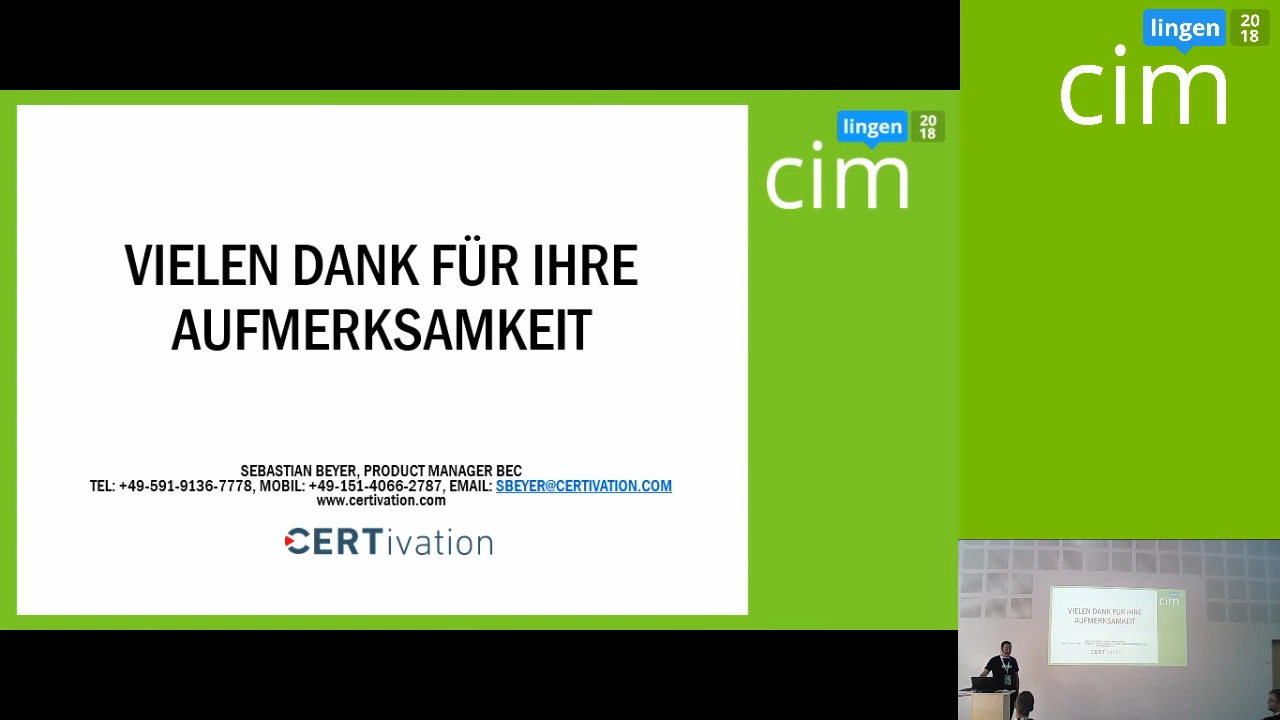 VIELEN DANK FÜR IHRE
AUFMERKSAMKEIT
SEBASTIAN BEYER, PRODUCT MANAGER BEC
TEL: +49-591-9136-7778, MOBIL: +49-151-4066-2787, EMAIL: SBEYER@CERTIVATION.COM
www.certivation.com
CERTivation
lingen
20
18
cim
lingen
20
18
cim
VIELEN DANK FÜR IHRE
AUFMERKSAMKEIT
CERTivation
cim